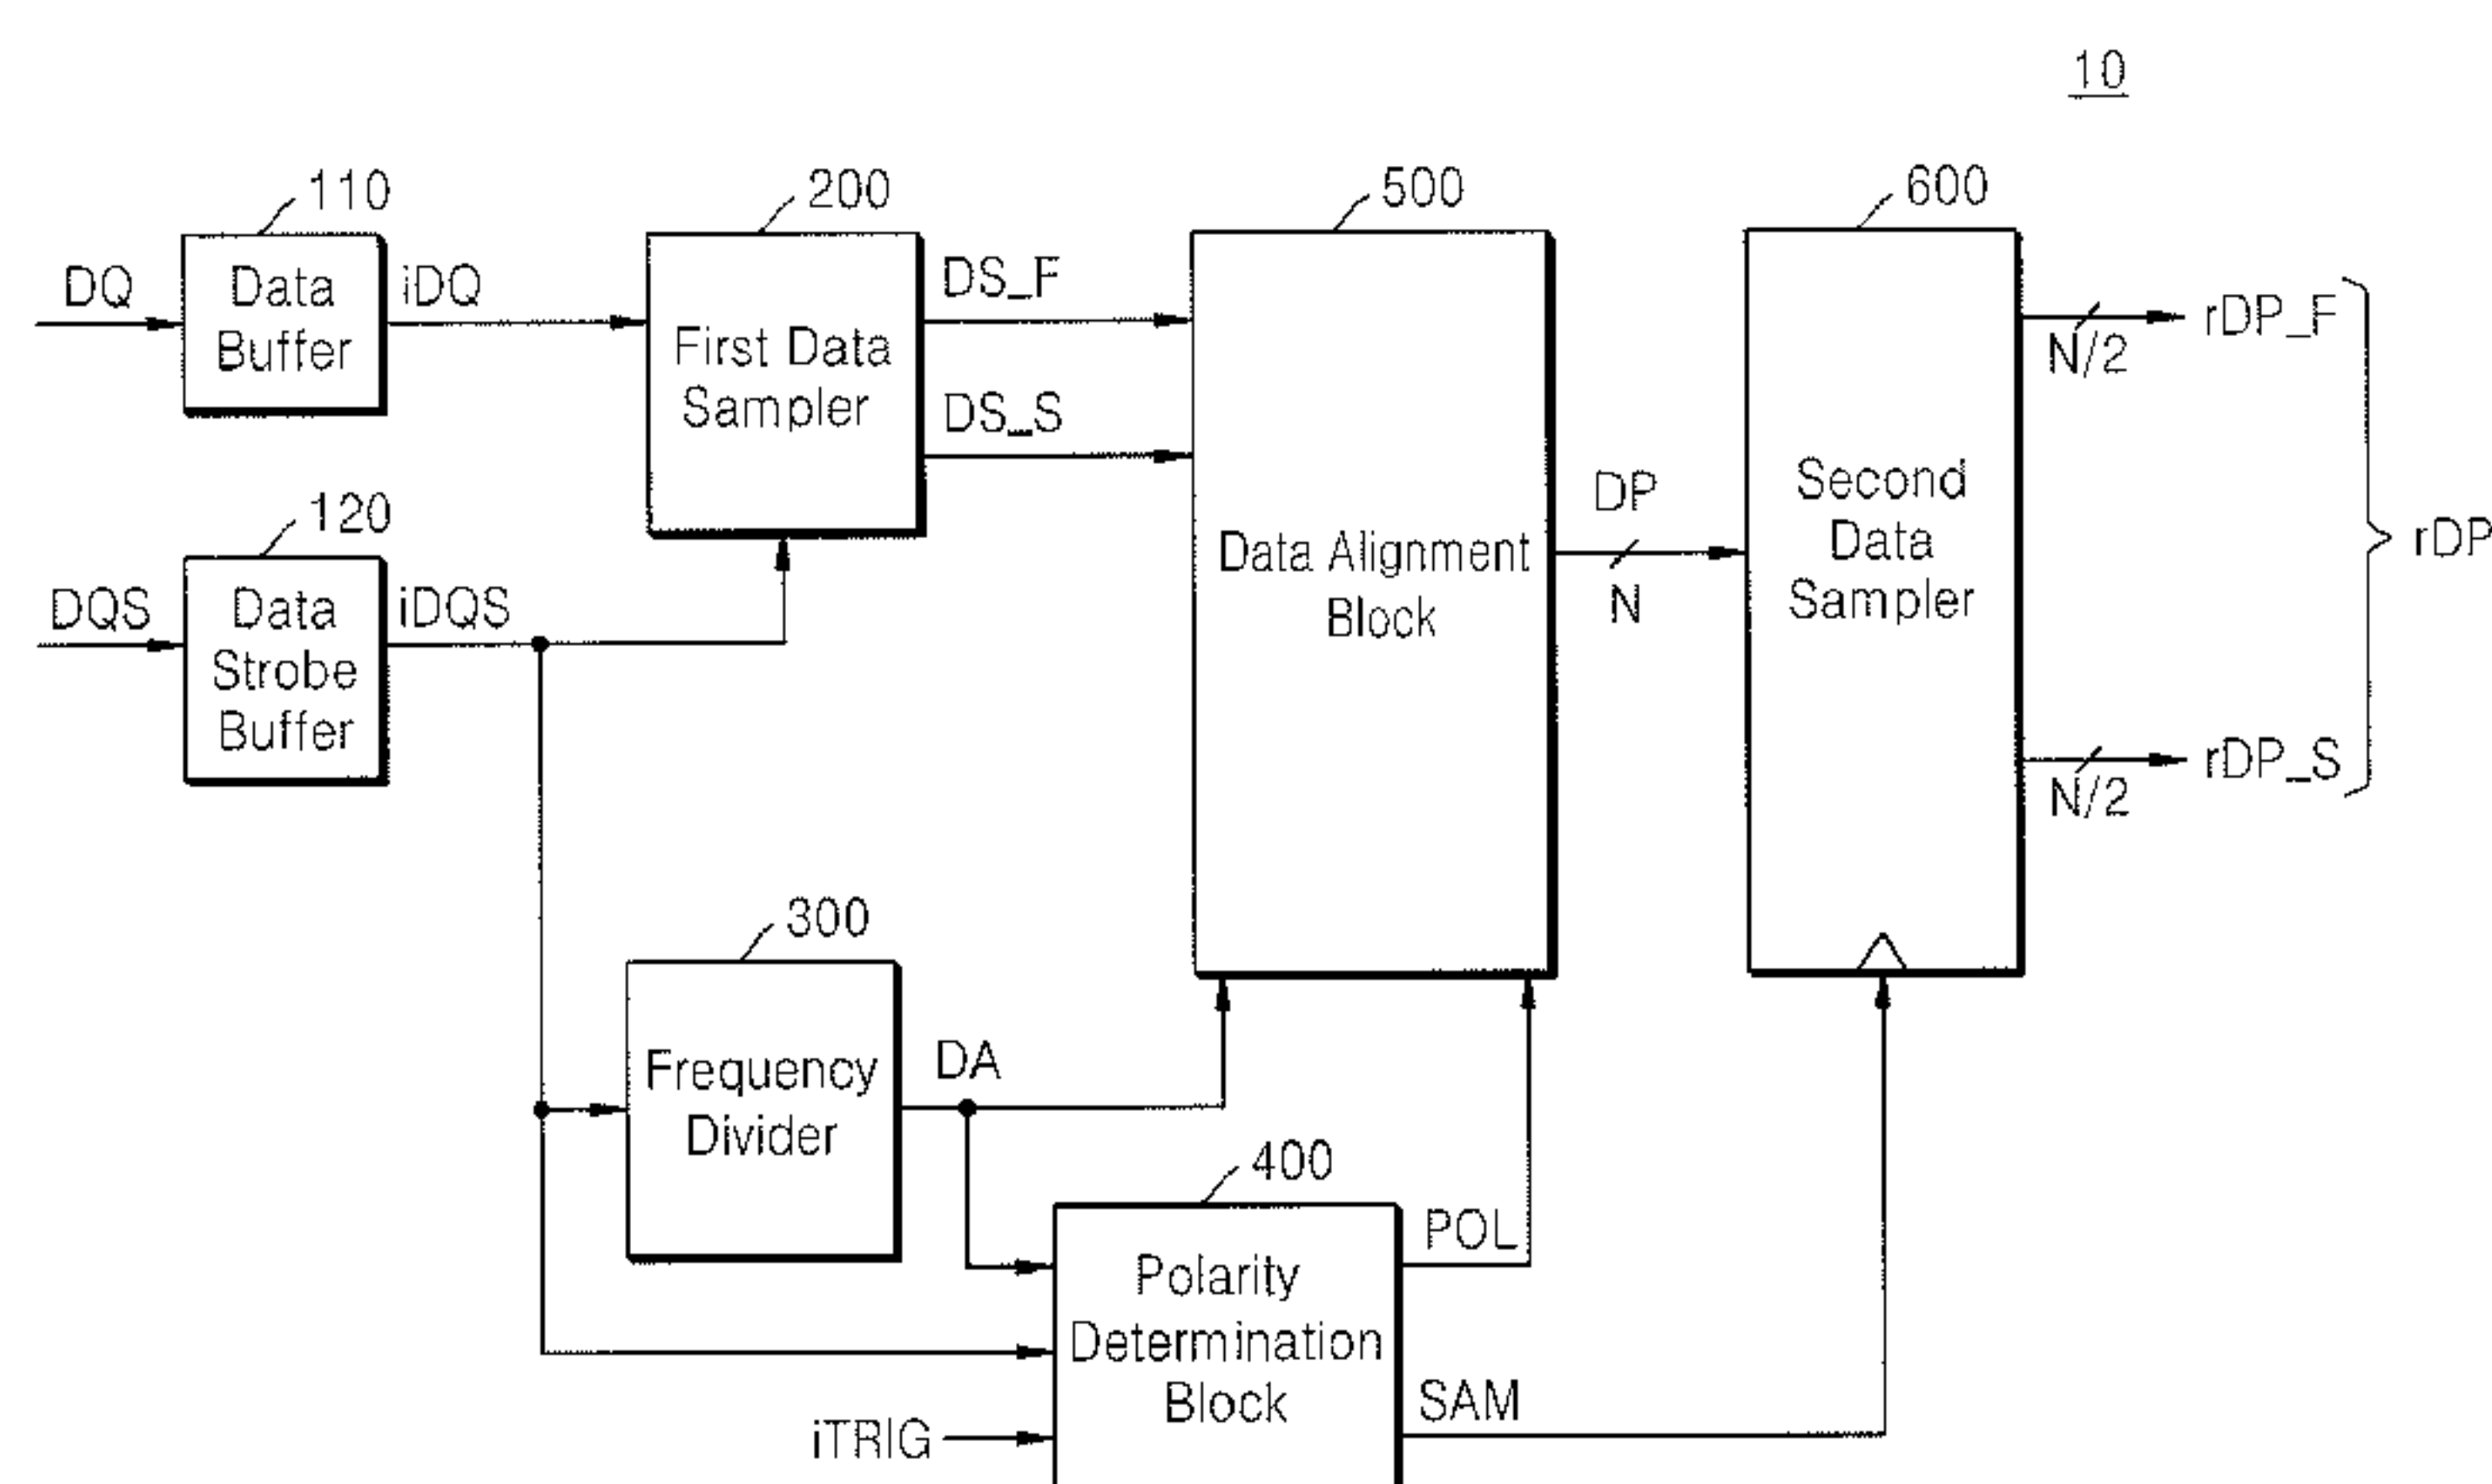 10
110
200
500
600
DQ
Data
Buffer
iDQ
First Data
Sampler
DS_F
DS_S
120
DQS
Data
Strobe
Buffer
iDQS
Data Alignment
Block
DP
N
Second
Data
Sampler
rDP_F
N/2
rDP
rDP_S
N/2
300
Frequency
Divider
DA
400
Polarity
Determination
Block
POL
SAM
iTRIG